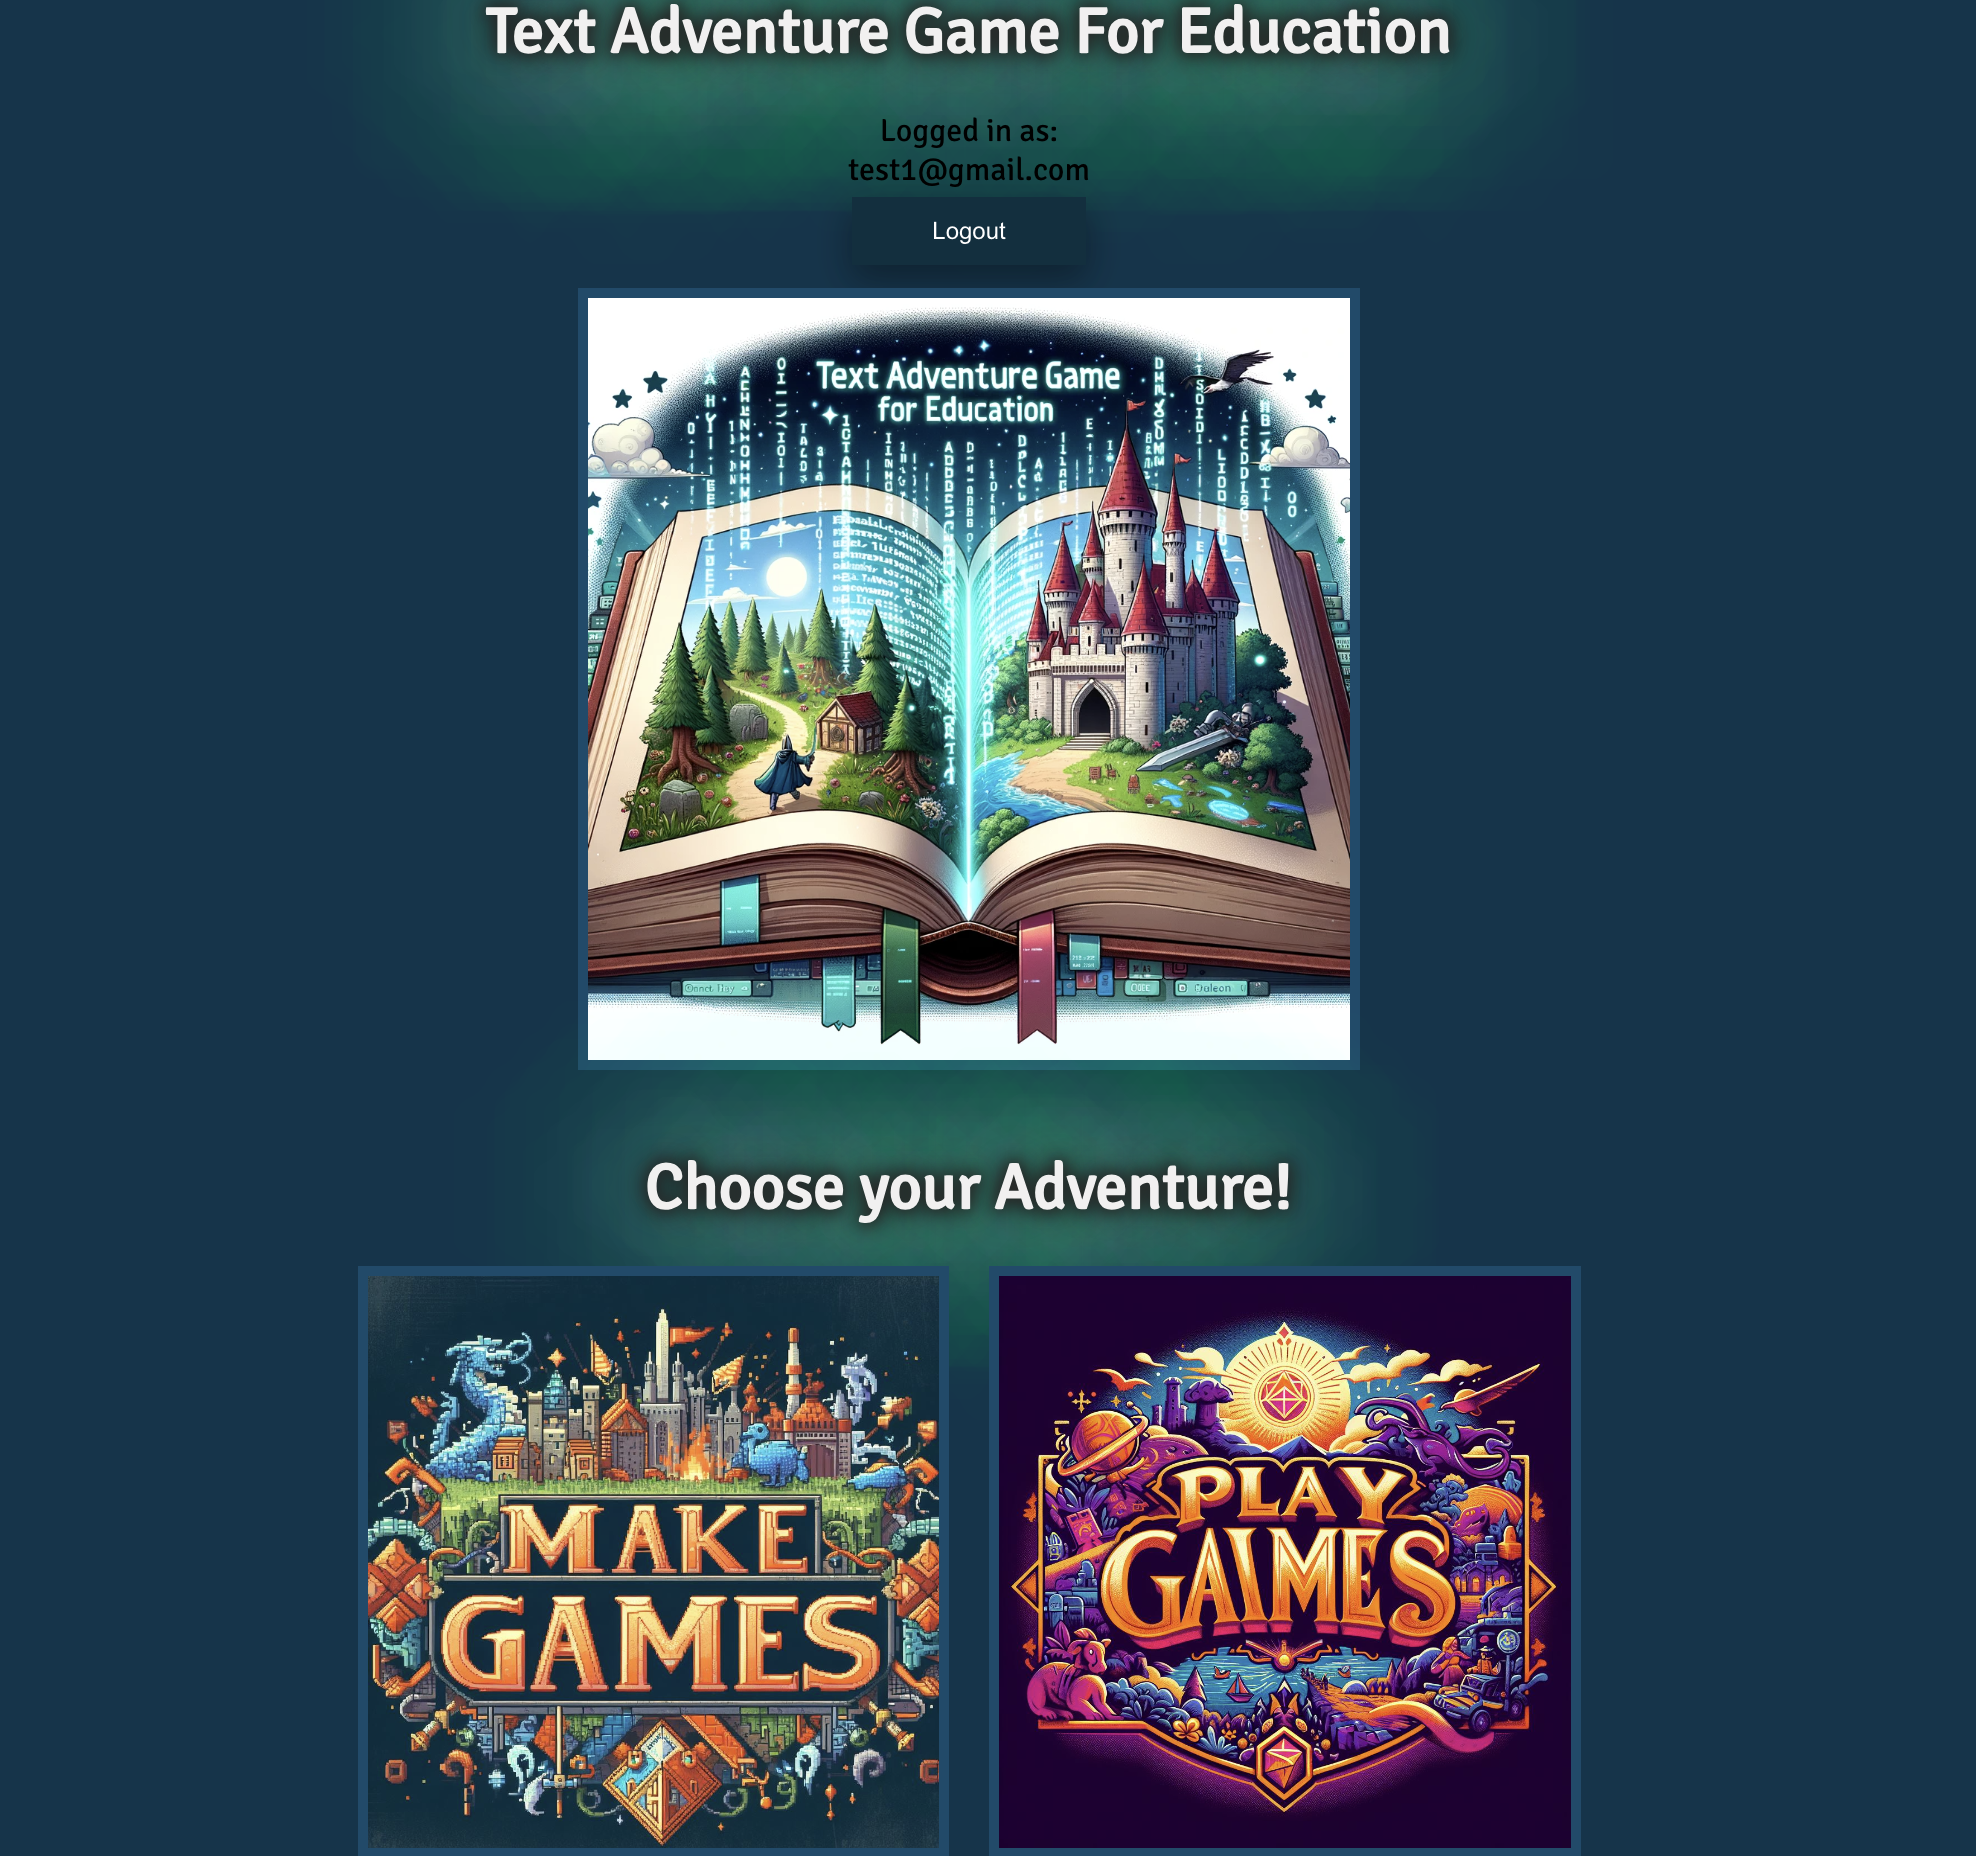 Text Adventure Game For Education
Logged in as:
test1@gmail.com
Logout
Text Adventure Game
for Education
Choose your Adventure!
MAKE
GAMES
PLAY
GAIMES